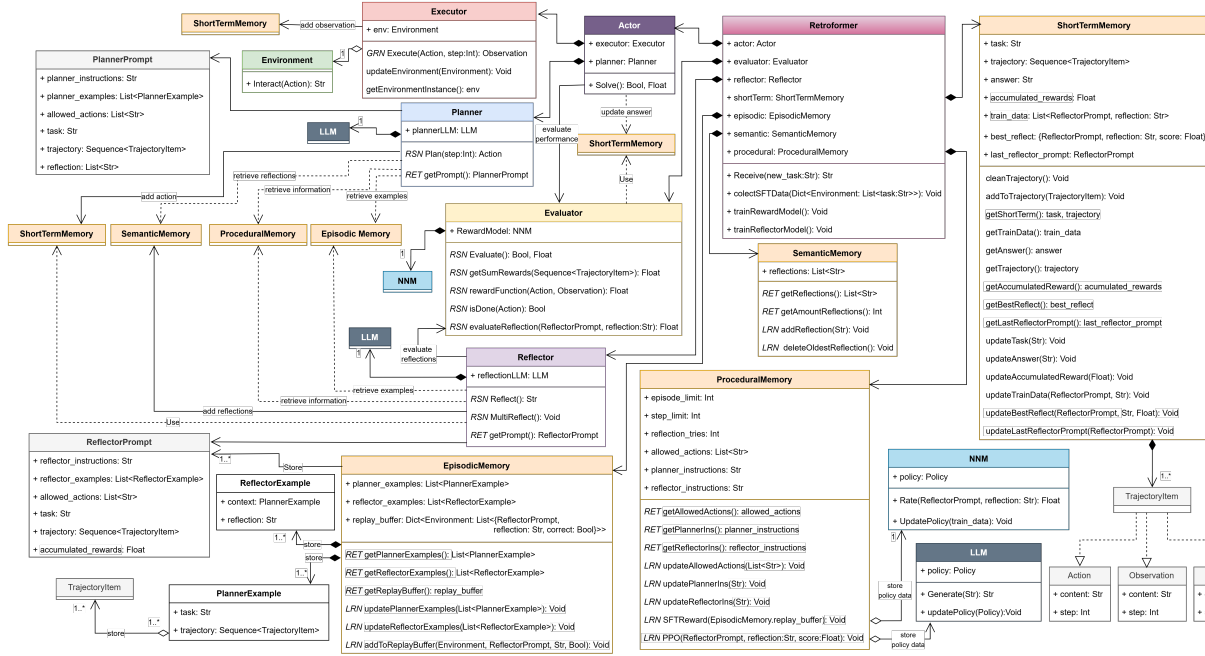 ShortTermMemory
add observation
Executor
+ env: Environment
GRN Execute(Action, step:Int): Observation
updateEnvironment(Environment): Void
getEnvironmentInstance(): env
Actor
+ executor: Executor
+ planner: Planner
+ Solve(): Bool, Float
update answer
ShortTermMemory
Use
Retroformer
+ actor: Actor
+ evaluator: Evaluator
+ reflector: Reflector
+ shortTerm: ShortTermMemory
+ episodic: EpisodicMemory
+ semantic: SemanticMemory
+ procedural: ProceduralMemory
+ Receive(new_task:Str): Str
+ colectSFTData(Dict<Environment: List<task:Str>>): Void
+ trainRewardModel(): Void
+ trainReflectorModel(): Void
ShortTermMemory
+ task: Str
+ trajectory: Sequence<TrajectoryItem>
+ answer: Str
+ accumulated_rewards: Float
+ train_data: List<ReflectorPrompt, reflection: Str>
+ best_reflect: {ReflectorPrompt, reflection: Str, score: Float}
+ last_reflector_prompt: ReflectorPrompt
cleanTrajectory(): Void
addToTrajectory(TrajectoryItem): Void
getShortTerm(): task, trajectory
getTrainData(): train_data
getAnswer(): answer
getTrajectory(): trajectory
getAccumulatedReward(): acumulated_rewards
getBestReflect(): best_reflect
getLastReflectorPrompt(): last_reflector_prompt
updateTask(Str): Void
updateAnswer(Str): Void
updateAccumulatedReward(Float): Void
updateTrainData(ReflectorPrompt, Str): Void
updateBestReflect(ReflectorPrompt, Str, Float): Void
updateLastReflectorPrompt(ReflectorPrompt): Void
PlannerPrompt
+ planner_instructions: Str
+ planner_examples: List<PlannerExample>
+ allowed_actions: List<Str>
+ task: Str
+ trajectory: Sequence<TrajectoryItem>
+ reflection: List<Str>
1
Environment
+ Interact(Action): Str
LLM
1
Planner
+ plannerLLM: LLM
RSN Plan(step:Int): Action
RET getPrompt(): PlannerPrompt
evaluate
performance
retrieve reflections
retrieve information
retrieve examples
add action
ShortTermMemory
SemanticMemory
ProceduralMemory
Episodic Memory
Evaluator
+ RewardModel: NNM
RSN Evaluate(): Bool, Float
RSN getSumRewards(Sequence<TrajectoryItem>): Float
RSN rewardFunction(Action, Observation): Float
RSN isDone(Action): Bool
RSN evaluateReflection(ReflectorPrompt, reflection:Str): Float
1
NNM
SemanticMemory
+ reflections: List<Str>
RET getReflections(): List<Str>
RET getAmountReflections(): Int
LRN addReflection(Str): Void
LRN deleteOldestReflection(): Void
LLM
1
evaluate
reflections
Reflector
+ reflectionLLM: LLM
RSN Reflect(): Str
RSN MultiReflect(): Void
RET getPrompt(): ReflectorPrompt
retrieve examples
retrieve information
add reflections
Use
ReflectorPrompt
+ reflector_instructions: Str
+ reflector_examples: List<ReflectorExample>
+ allowed_actions: List<Str>
+ task: Str
+ trajectory: Sequence<TrajectoryItem>
+ accumulated_rewards: Float
1..*
Store
ReflectorExample
+ context: PlannerExample
+ reflection: Str
1..*
store
store
1..*
EpisodicMemory
+ planner_examples: List<PlannerExample>
+ reflector_examples: List<ReflectorExample>
+ replay_buffer: Dict<Environment: List<{ReflectorPrompt,
reflection: Str, correct: Bool}>>
RET getPlannerExamples(): List<PlannerExample>
RET getReflectorExamples(): List<ReflectorExample>
RET getReplayBuffer(): replay_buffer
LRN updatePlannerExamples(List<PlannerExample>): Void
LRN updateReflectorExamples(List<ReflectorExample>): Void
LRN addToReplayBuffer(Environment, ReflectorPrompt, Str, Bool): Void
TrajectoryItem
1..*
store
1..*
PlannerExample
+ task: Str
+ trajectory: Sequence<TrajectoryItem>
ProceduralMemory
+ episode_limit: Int
+ step_limit: Int
+ reflection_tries: Int
+ allowed_actions: List<Str>
+ planner_instructions: Str
+ reflector_instructions: Str
RET getAllowedActions(): allowed_actions
RET getPlannerIns(): planner_instructions
RET getReflectorIns(): reflector_instructions
LRN updateAllowedActions(List<Str>): Void
LRN updatePlannerIns(Str): Void
LRN updateReflectorIns(Str): Void
LRN SFTReward(EpisodicMemory.replay_buffer): Void
LRN PPO(ReflectorPrompt, reflection:Str, score:Float): Void
NNM
+ policy: Policy
+ Rate(ReflectorPrompt, reflection: Str): Float
+ UpdatePolicy(train_data): Void
1
store
policy data
LLM
+ policy: Policy
+ Generate(Str): Str
+ updatePolicy(Policy):Void
store
policy data
1
1..*
TrajectoryItem
Action
+ content: Str
+ step: Int
Observation
+ content: Str
+ step: Int
+
+